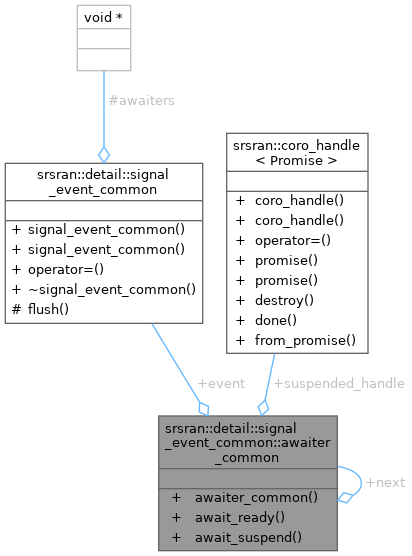 void *
#awaiters
srsran::detail::signal
_event_common
+ signal_event_common()
+ signal_event_common()
+ operator=()
+ ~signal_event_common()
# flush()
srsran::coro_handle
< Promise >
+ coro_handle()
+ coro_handle()
+ operator=()
+ promise()
+ promise()
+ destroy()
+ done()
+ from_promise()
+event
+suspended_handle
srsran::detail::signal
_event_common::awaiter
_common
+ awaiter_common()
+ await_ready()
+ await_suspend()
+next